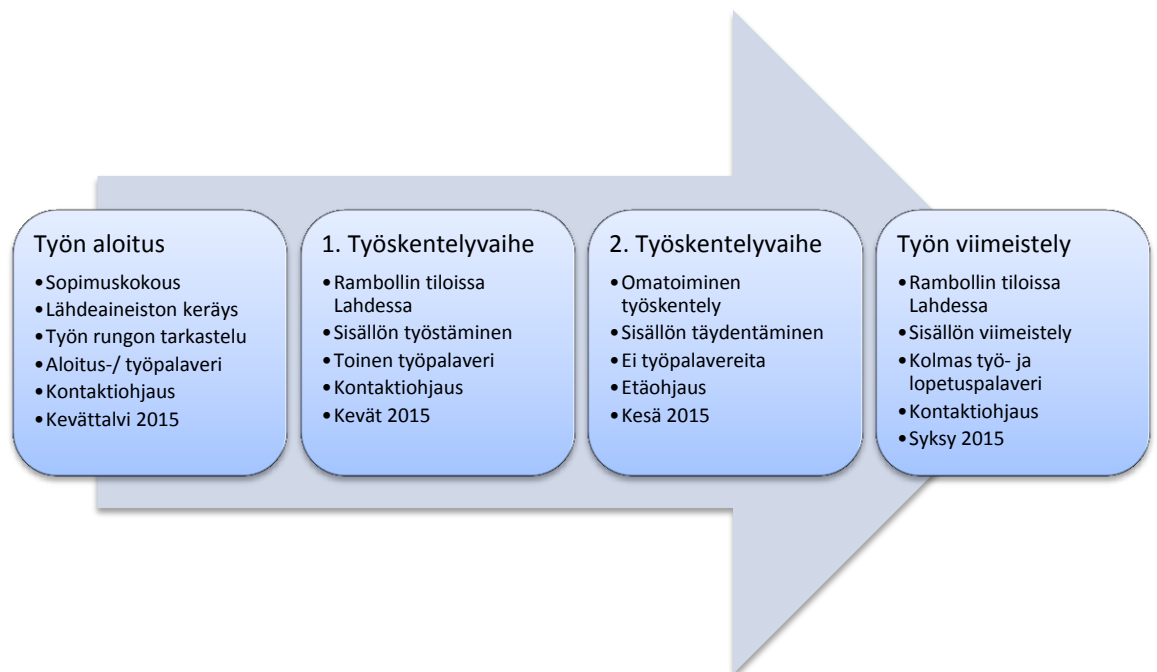 Työn aloitus
•Sopimuskokous
•Lähdeaineiston keräys
•Työn rungon tarkastelu
•Aloitus-/ työpalaveri
•Kontaktiohjaus
•Kevättalvi 2015
1. Työskentelyvaihe
•Rambollin tiloissa
Lahdessa
•Sisällön työstäminen
•Toinen työpalaveri
•Kontaktiohjaus
•Kevät 2015
2. Työskentelyvaihe
•Omatoiminen
työskentely
•Sisällön täydentäminen
•Ei työpalavereita
•Etäohjaus
•Kesä 2015
Työn viimeistely
•Rambollin tiloissa
Lahdessa
•Sisällön viimeistely
•Kolmas työ- ja
lopetuspalaveri
•Kontaktiohjaus
•Syksy 2015